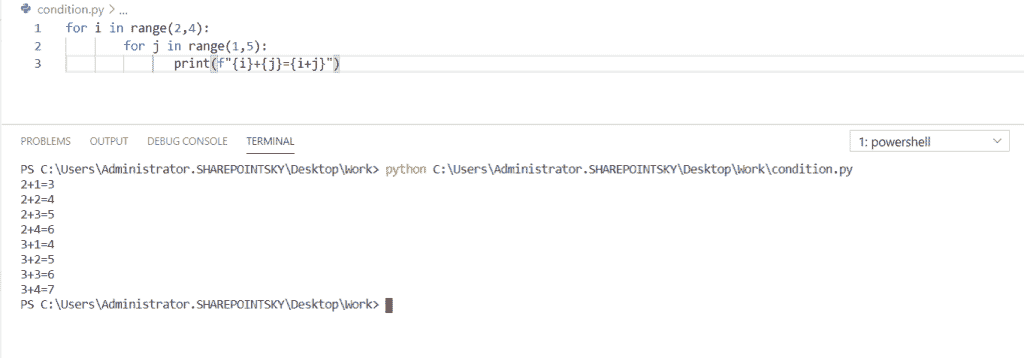 condition.py > ...
1 for i in range(2,4):
2 for j in range(1,5):
3 print(f"{i}+{j}={i+j}")
PROBLEMS OUTPUT DEBUG CONSOLE TERMINAL 1: powershell
PS C:\Users\Administrator.SHAREPOINTSKY\Desktop\Work> python C:\Users\Administrator.SHAREPOINTSKY\Desktop\Work\condition.py
2+1=3
2+2=4
2+3=5
2+4=6
3+1=4
3+2=5
3+3=6
3+4=7
PS C:\Users\Administrator.SHAREPOINTSKY\Desktop\Work>